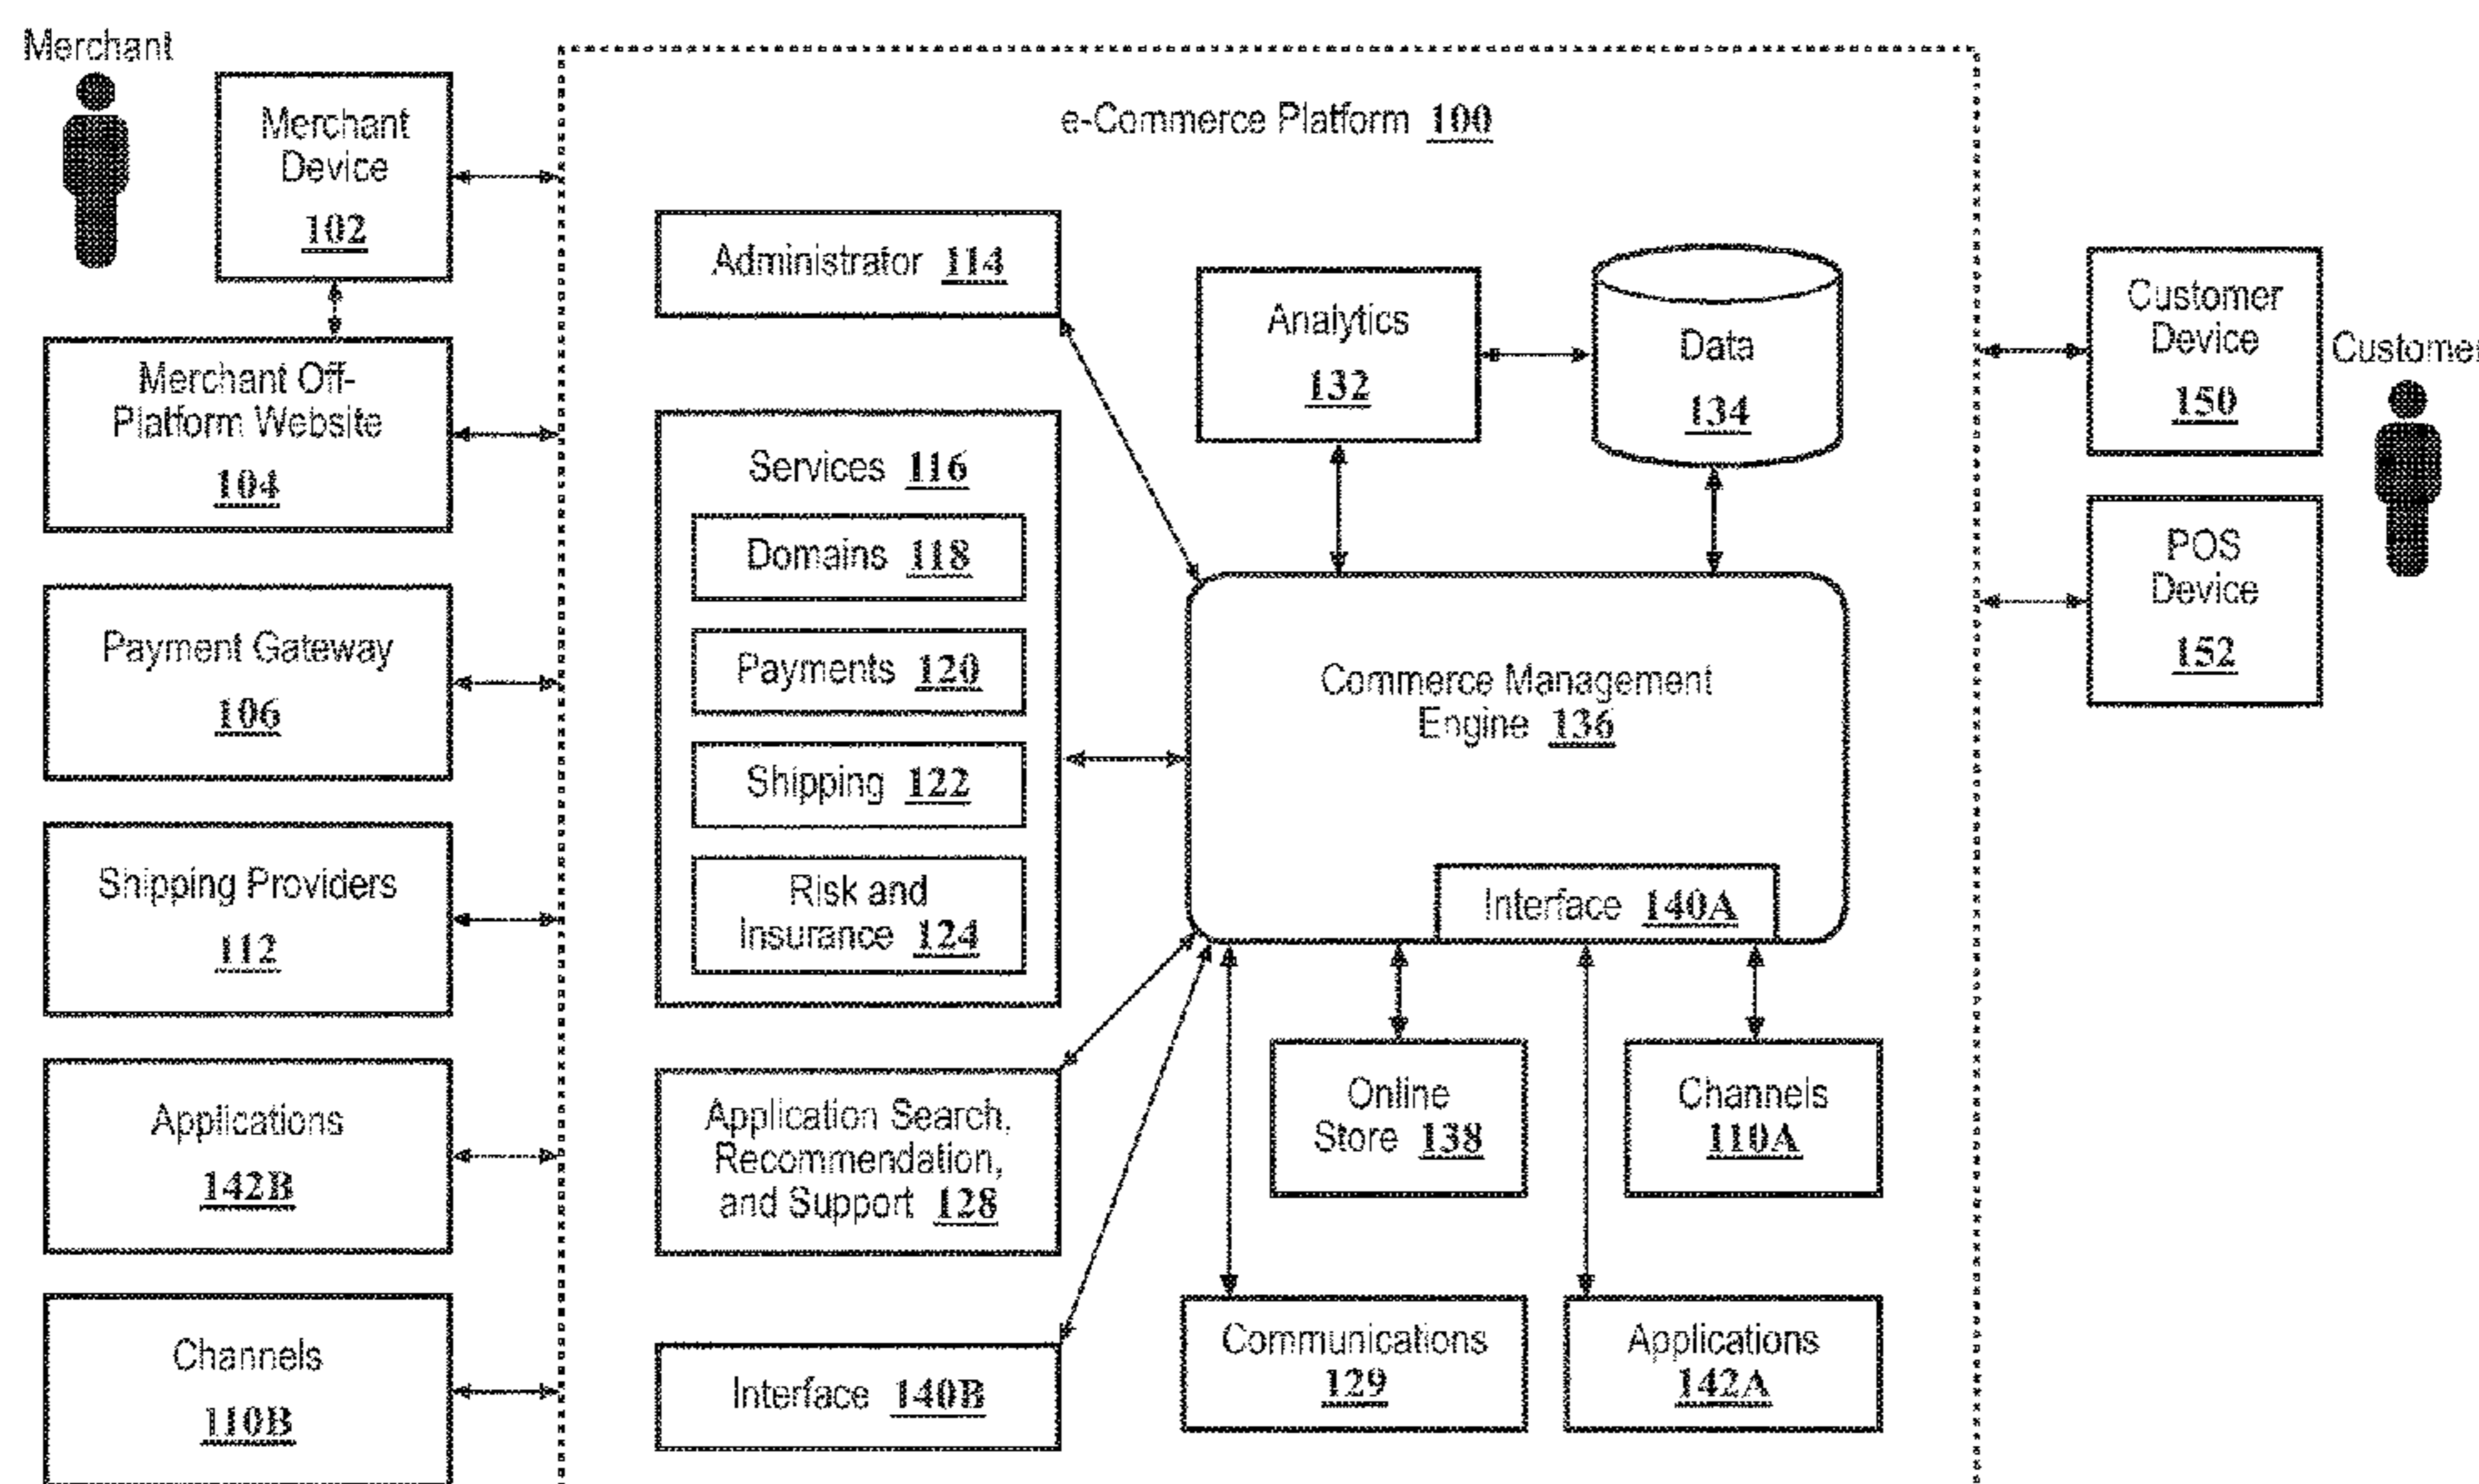 Merchant
Merchant
Device
102
Merchant Off-
Platform Website
104
Payment Gateway
106
Shipping Providers
112
Applications
142B
Channels
110B
e-Commerce Platform 100
Administrator 114
Services 116
Domains 118
Payments 120
Shipping 122
Risk and
Insurance 124
Application Search,
Recommendation,
and Support 128
Interface 140B
Analytics
132
Data
134
Commerce Management
Engine 136
Interface 140A
Online
Store 138
Channels
110A
Communications
129
Applications
142A
Customer
Device
150
Customer
POS
Device
152